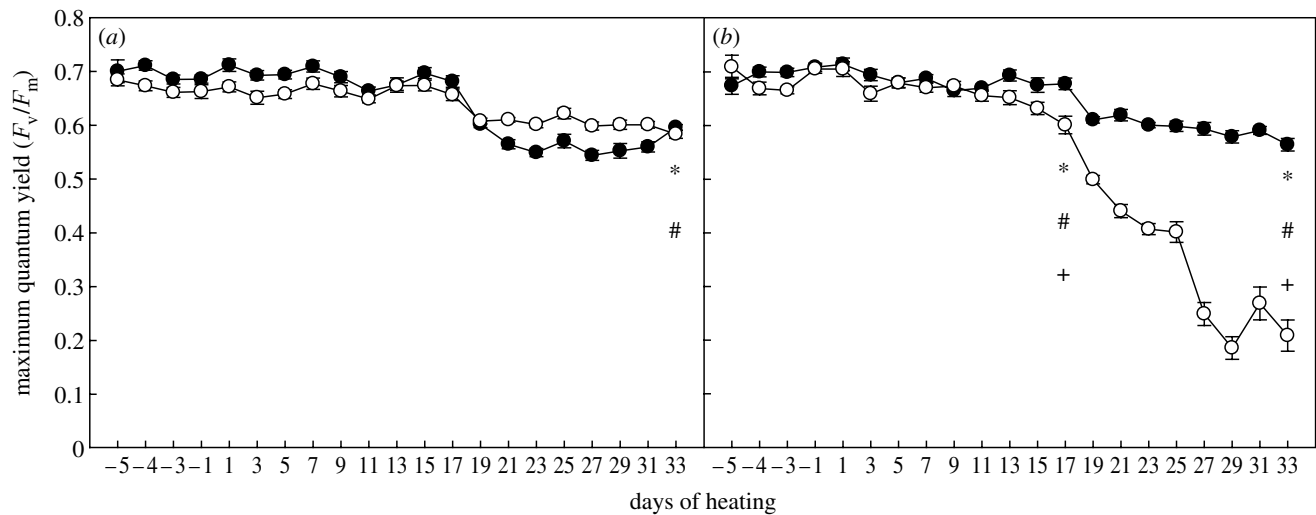 maximum quantum yield (Fv/Fm)
0.8
0.7
0.6
0.5
0.4
0.3
0.2
0.1
0
(a)
*
#
(b)
*
#
+
*
#
+
−5 −4 −3 −1 1 3 5 7 9 11 13 15 17 19 21 23 25 27 29 31 33
−5 −4 −3 −1 1 3 5 7 9 11 13 15 17 19 21 23 25 27 29 31 33
days of heating